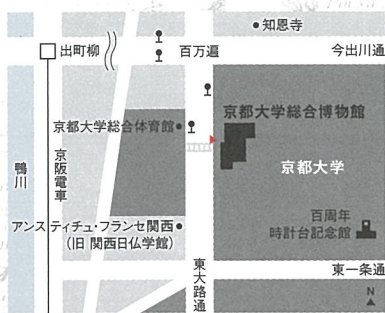 知恩寺
出町柳
百万遍
今出川通
京都大学総合博物館
京都大学総合体育館
京都大学
鴨川
京阪電車
百周年
時計台記念館
アンスティチュ・フランセ関西
(旧 関西日仏学館)
東大路通
東一条通
N